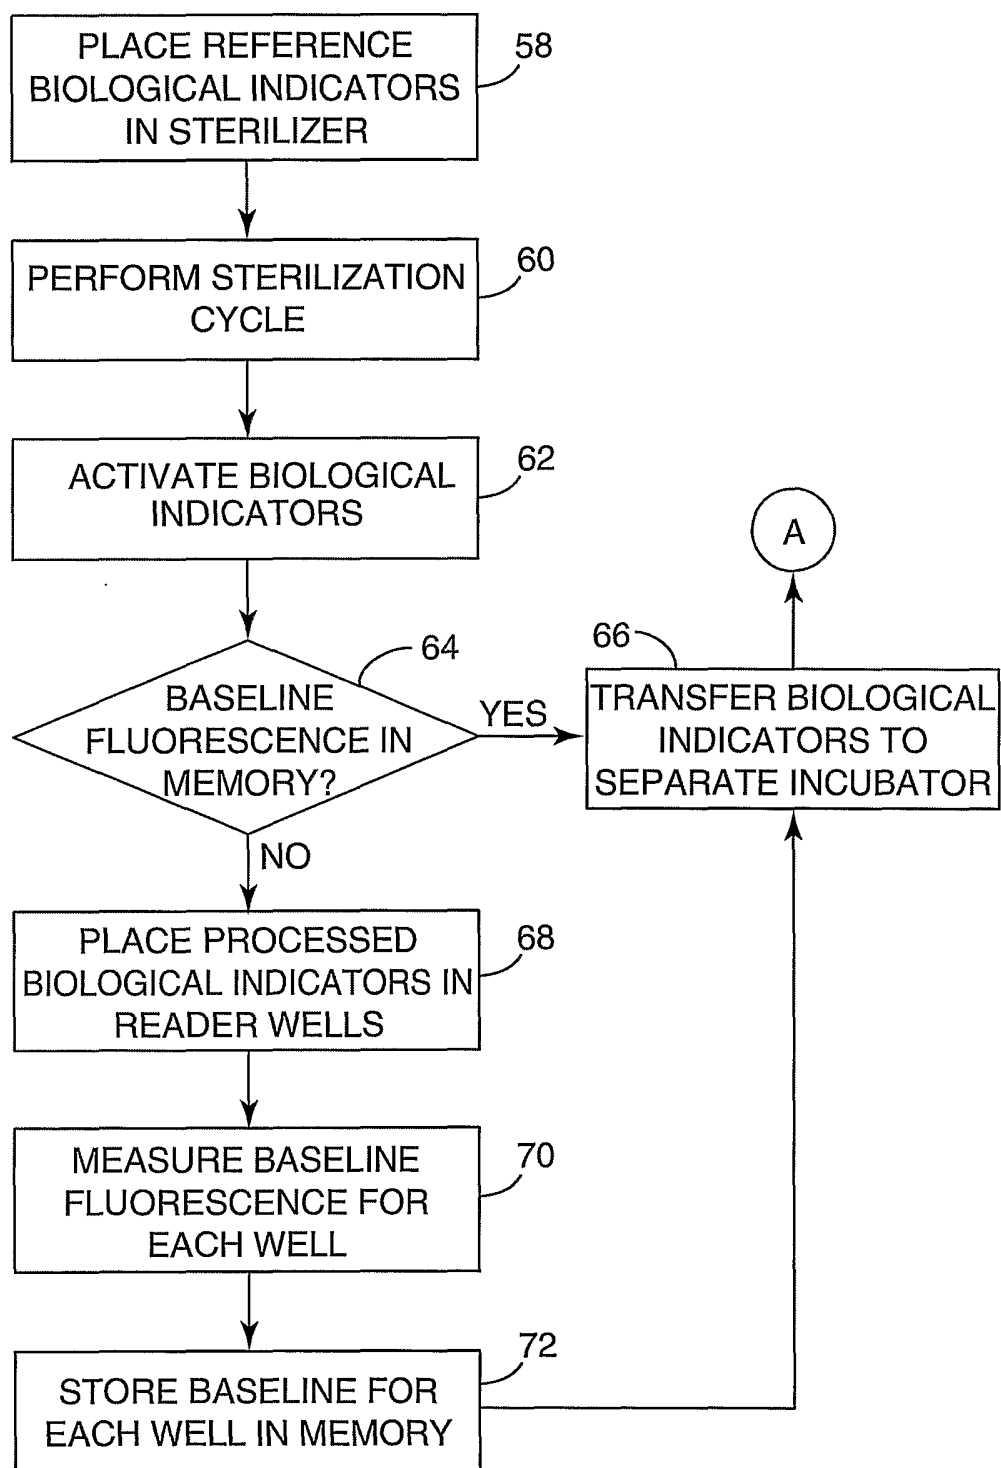 PLACE REFERENCE
BIOLOGICAL INDICATORS
IN STERILIZER
58
PERFORM STERILIZATION
CYCLE
60
ACTIVATE BIOLOGICAL
INDICATORS
62
A
BASELINE
FLUORESCENCE IN
MEMORY?
64
YES
66
TRANSFER BIOLOGICAL
INDICATORS TO
SEPARATE INCUBATOR
NO
PLACE PROCESSED
BIOLOGICAL INDICATORS IN
READER WELLS
68
MEASURE BASELINE
FLUORESCENCE FOR
EACH WELL
70
STORE BASELINE FOR
EACH WELL IN MEMORY
72